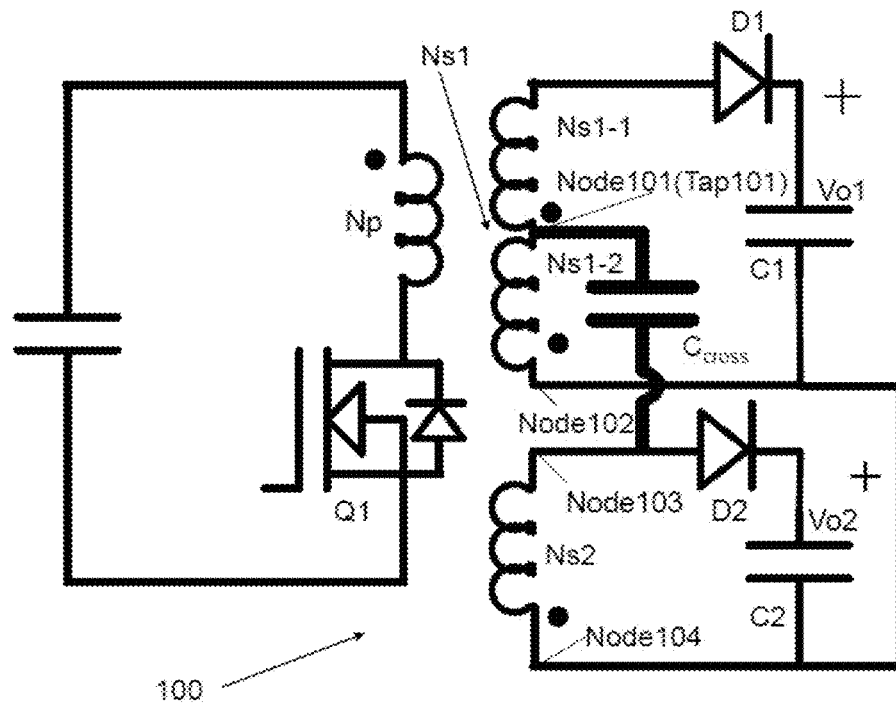 D1
Ns1
+
Ns1-1
Node101(Tap101)
Vo1
Np
Ns1-2
C1
Ccross
Node102
+
Node103
D2
Q1
Vo2
Ns2
C2
Node104
100